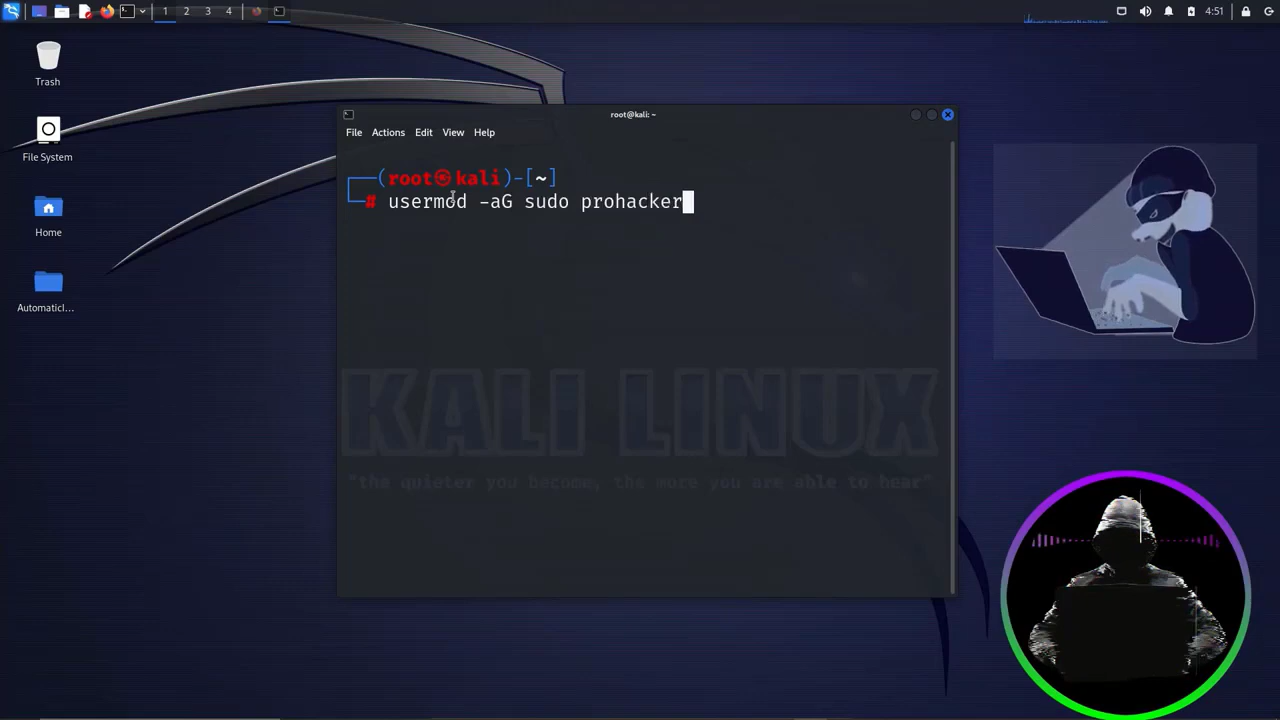 1 2 3 4
4:51
Trash
File System
Home
AutomaticI...
root@kali: ~
File Actions Edit View Help
┌──(root㉿kali)-[~]
└─# usermod -aG sudo prohacker
KALI LINUX
"the quieter you become, the more you are able to hear"